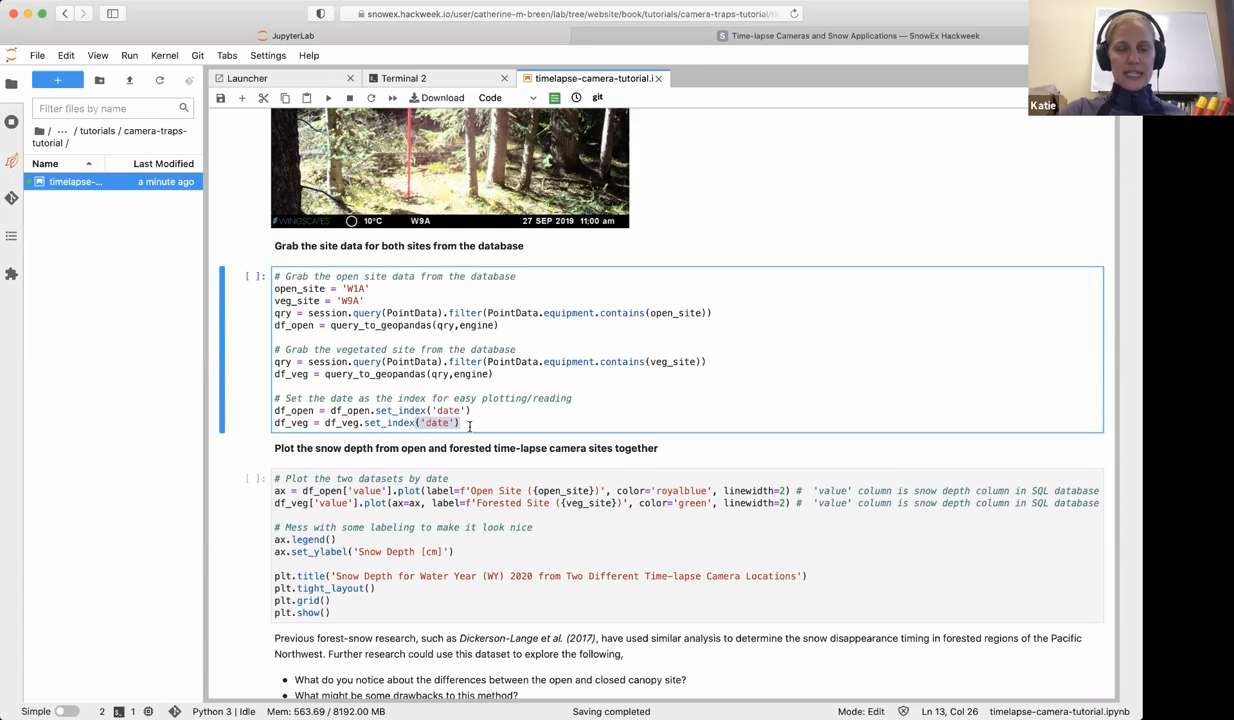 snowex.hackweek.io/user/catherine-m-breen/lab/tree/website/book/tutorials/camera-traps-tutorial/
JupyterLab
Time-lapse Cameras and Snow Applications — SnowEx Hackweek
File Edit View Run Kernel Git Tabs Settings Help
+
Launcher
Terminal 2
timelapse-camera-tutorial.i
Download
Code
git
Filter files by name
/ ··· / tutorials / camera-traps-
tutorial /
Name
Last Modified
timelapse-...
a minute ago
Katie
WINGSCAPES
10°C
W9A
27 SEP 2019 11:00 am
Grab the site data for both sites from the database
[ ]:
# Grab the open site data from the database
open_site = 'W1A'
veg_site = 'W9A'
qry = session.query(PointData).filter(PointData.equipment.contains(open_site))
df_open = query_to_geopandas(qry,engine)
# Grab the vegetated site from the database
qry = session.query(PointData).filter(PointData.equipment.contains(veg_site))
df_veg = query_to_geopandas(qry,engine)
# Set the date as the index for easy plotting/reading
df_open = df_open.set_index('date')
df_veg = df_veg.set_index('date')
Plot the snow depth from open and forested time-lapse camera sites together
[ ]:
# Plot the two datasets by date
ax = df_open['value'].plot(label=f'Open Site ({open_site})', color='royalblue', linewidth=2) # 'value' column is snow depth column in SQL database
df_veg['value'].plot(ax=ax, label=f'Forested Site ({veg_site})', color='green', linewidth=2) # 'value' column is snow depth column in SQL database
# Mess with some labeling to make it look nice
ax.legend()
ax.set_ylabel('Snow Depth [cm]')
plt.title('Snow Depth for Water Year (WY) 2020 from Two Different Time-lapse Camera Locations')
plt.tight_layout()
plt.grid()
plt.show()
Previous forest-snow research, such as Dickerson-Lange et al. (2017), have used similar analysis to determine the snow disappearance timing in forested regions of the Pacific
Northwest. Further research could use this dataset to explore the following,
• What do you notice about the differences between the open and closed canopy site?
• What might be some drawbacks to this method?
Simple
2
1
Python 3 | Idle
Mem: 563.69 / 8192.00 MB
Saving completed
Mode: Edit
Ln 13, Col 26
timelapse-camera-tutorial.ipynb